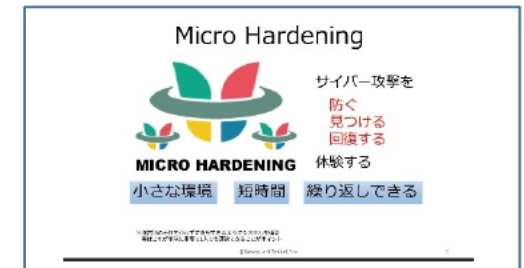 Micro Hardening
サイバー攻撃を
防ぐ
見つける
回復する
体験する
MICRO HARDENING
小さな環境 短時間 繰り返しできる